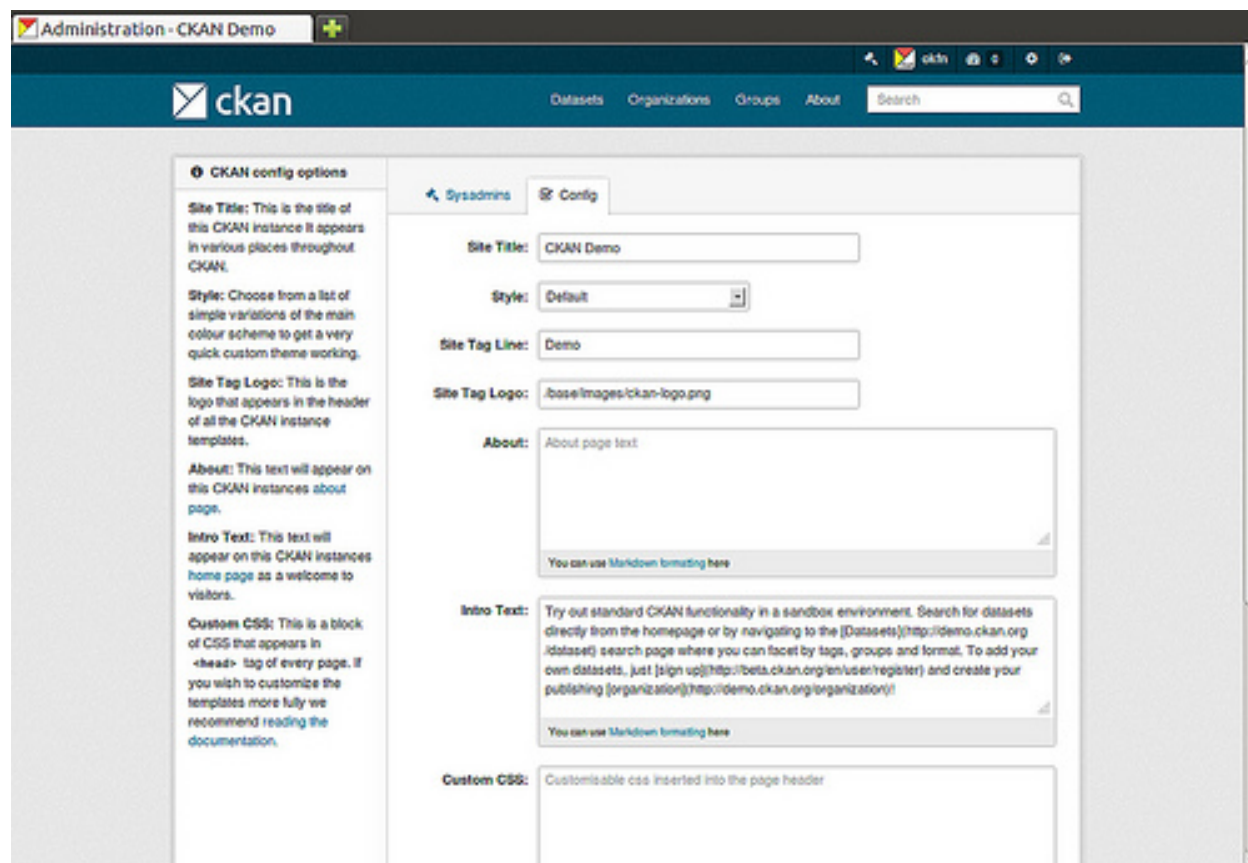 Administration - CKAN Demo
okfn 0
ckan
Datasets Organizations Groups About Search
CKAN config options
Site Title: This is the title of
this CKAN instance It appears
in various places throughout
CKAN.
Style: Choose from a list of
simple variations of the main
colour scheme to get a very
quick custom theme working.
Site Tag Logo: This is the
logo that appears in the header
of all the CKAN instance
templates.
About: This text will appear on
this CKAN instances about
page.
Intro Text: This text will
appear on this CKAN instances
home page as a welcome to
visitors.
Custom CSS: This is a block
of CSS that appears in
<head> tag of every page. If
you wish to customize the
templates more fully we
recommend reading the
documentation.
Sysadmins Config
Site Title: CKAN Demo
Style: Default
Site Tag Line: Demo
Site Tag Logo: /base/images/ckan-logo.png
About: About page text
You can use Markdown formatting here
Intro Text: Try out standard CKAN functionality in a sandbox environment. Search for datasets
directly from the homepage or by navigating to the [Datasets](http://demo.ckan.org
/dataset) search page where you can facet by tags, groups and format. To add your
own datasets, just [sign up](http://beta.ckan.org/en/user/register) and create your
publishing [organization](http://demo.ckan.org/organization)!
You can use Markdown formatting here
Custom CSS: Customisable css inserted into the page header